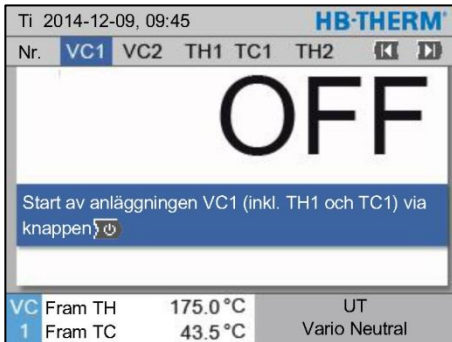 Ti 2014-12-09, 09:45 HB-THERM®
Nr. VC1 VC2 TH1 TC1 TH2
OFF
Start av anläggningen VC1 (inkl. TH1 och TC1) via
knappen
VC Fram TH 175.0 °C UT
1 Fram TC 43.5 °C Vario Neutral